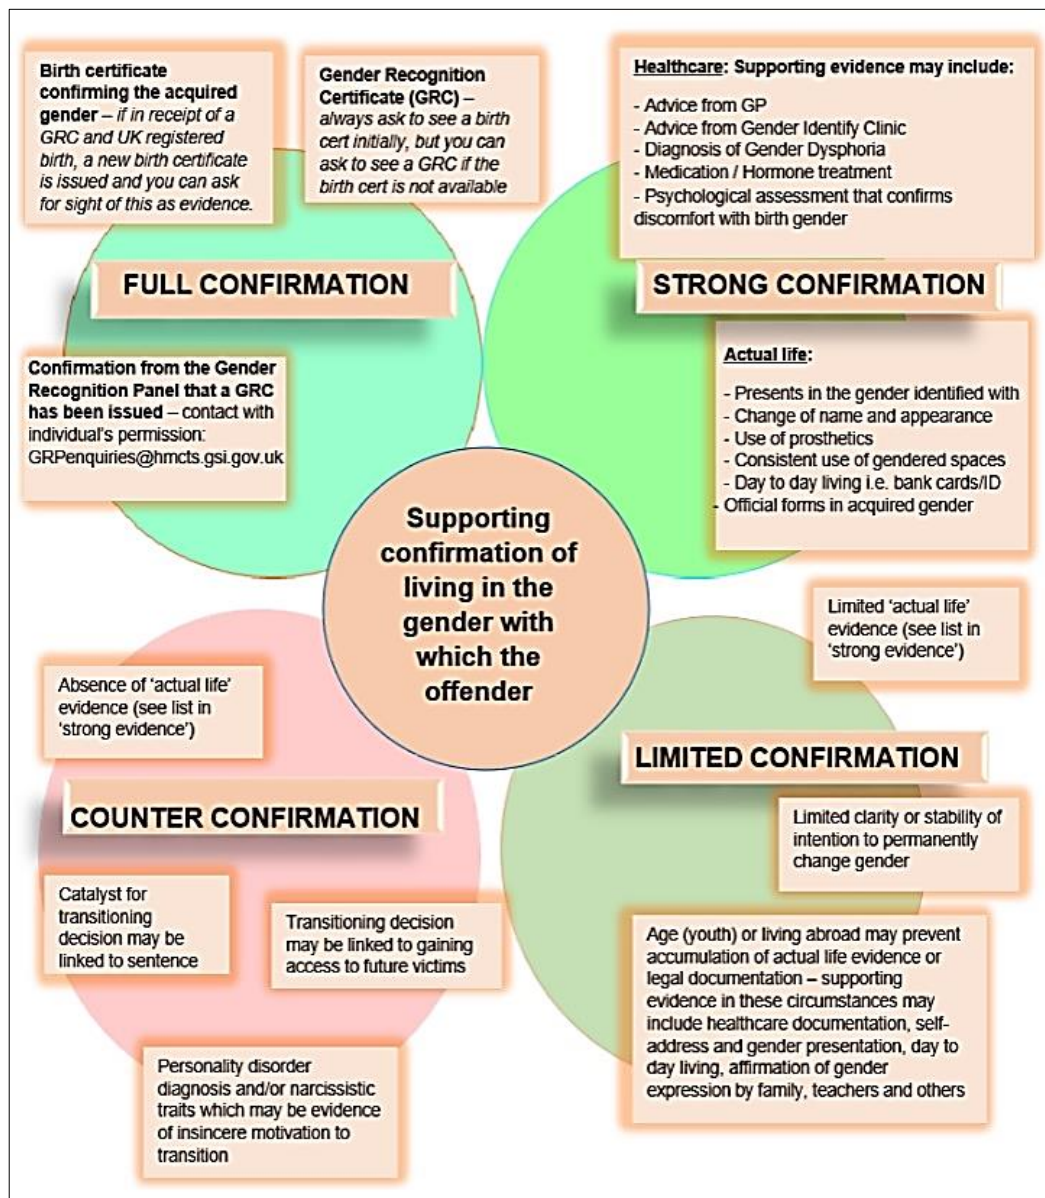 Birth certificate
confirming the acquired
gender – if in receipt of a
GRC and UK registered
birth, a new birth certificate
is issued and you can ask
for sight of this as evidence.
Gender Recognition
Certificate (GRC) –
always ask to see a birth
cert initially, but you can
ask to see a GRC if the
birth cert is not available
FULL CONFIRMATION
Confirmation from the Gender
Recognition Panel that a GRC
has been issued – contact with
individual's permission:
GRPenquiries@hmcts.gsi.gov.uk
Healthcare: Supporting evidence may include:
- Advice from GP
- Advice from Gender Identify Clinic
- Diagnosis of Gender Dysphoria
- Medication / Hormone treatment
- Psychological assessment that confirms
discomfort with birth gender
STRONG CONFIRMATION
Actual life:
- Presents in the gender identified with
- Change of name and appearance
- Use of prosthetics
- Consistent use of gendered spaces
- Day to day living i.e. bank cards/ID
- Official forms in acquired gender
Supporting
confirmation of
living in the
gender with
which the
offender
Absence of 'actual life'
evidence (see list in
'strong evidence')
COUNTER CONFIRMATION
Catalyst for
transitioning
decision may be
linked to sentence
Transitioning decision
may be linked to gaining
access to future victims
Personality disorder
diagnosis and/or narcissistic
traits which may be evidence
of insincere motivation to
transition
Limited 'actual life'
evidence (see list in
'strong evidence')
LIMITED CONFIRMATION
Limited clarity or stability of
intention to permanently
change gender
Age (youth) or living abroad may prevent
accumulation of actual life evidence or
legal documentation – supporting
evidence in these circumstances may
include healthcare documentation, self-
address and gender presentation, day to
day living, affirmation of gender
expression by family, teachers and others